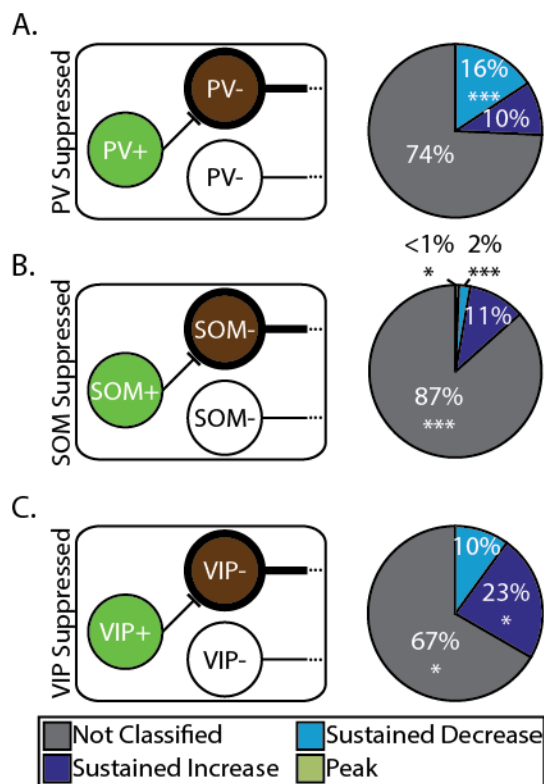 A.
PV Suppressed
PV+
PV-
PV-
16%
***
10%
74%
B.
SOM Suppressed
SOM+
SOM-
SOM-
<1% 2%
* ***
11%
87%
***
C.
VIP Suppressed
VIP+
VIP-
VIP-
10%
23%
*
67%
*
Not Classified Sustained Decrease
Sustained Increase Peak